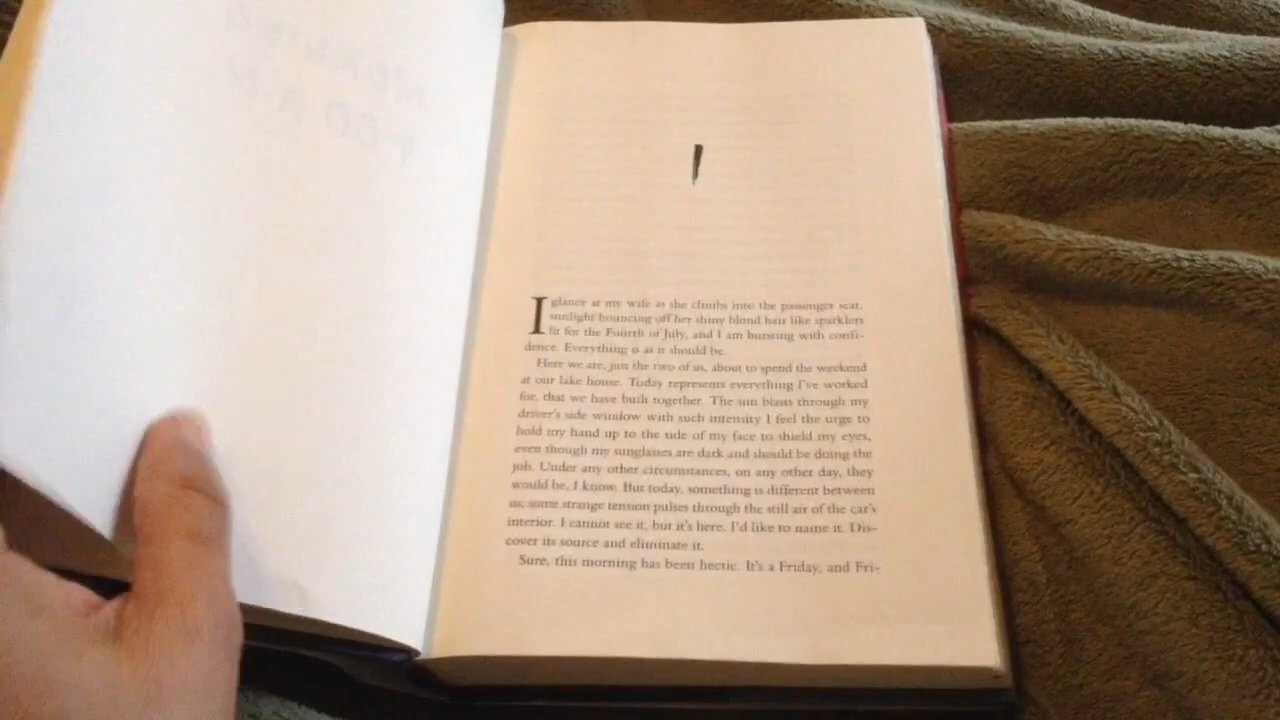 1
I glance at my wife as she climbs into the passenger seat,
sunlight bouncing off her shiny blond hair like sparklers
lit for the Fourth of July, and I am bursting with confi-
dence. Everything is as it should be.
Here we are, just the two of us, about to spend the weekend
at our lake house. Today represents everything I've worked
for, that we have built together. The sun blasts through my
driver's side window with such intensity I feel the urge to
hold my hand up to the side of my face to shield my eyes,
even though my sunglasses are dark and should be doing the
job. Under any other circumstances, on any other day, they
would be, I know. But today, something is different between
us; some strange tension pulses through the still air of the car's
interior. I cannot see it, but it's here. I'd like to name it. Dis-
cover its source and eliminate it.
Sure, this morning has been hectic. It's a Friday, and Fri-